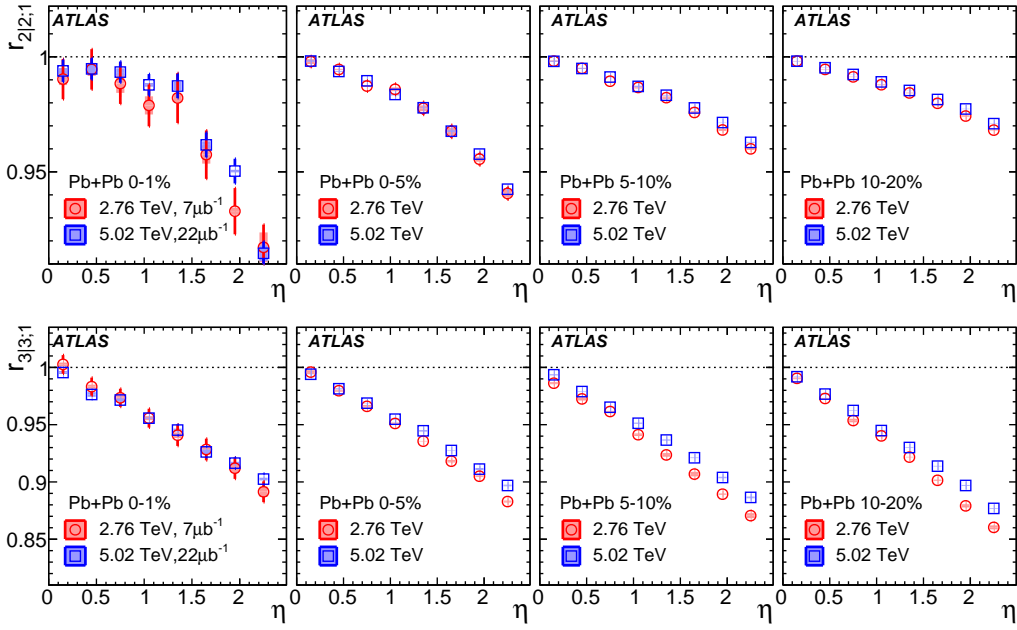 r2|2;1
ATLAS
ATLAS
ATLAS
ATLAS
1
0.95
Pb+Pb 0-1%
2.76 TeV, 7μb-1
5.02 TeV,22μb-1
Pb+Pb 0-5%
2.76 TeV
5.02 TeV
Pb+Pb 5-10%
2.76 TeV
5.02 TeV
Pb+Pb 10-20%
2.76 TeV
5.02 TeV
0 0.5 1 1.5 2 η
0 0.5 1 1.5 2 η
0 0.5 1 1.5 2 η
0 0.5 1 1.5 2 η
r3|3;1
ATLAS
ATLAS
ATLAS
ATLAS
1
0.95
0.9
0.85
Pb+Pb 0-1%
2.76 TeV, 7μb-1
5.02 TeV,22μb-1
Pb+Pb 0-5%
2.76 TeV
5.02 TeV
Pb+Pb 5-10%
2.76 TeV
5.02 TeV
Pb+Pb 10-20%
2.76 TeV
5.02 TeV
0 0.5 1 1.5 2 η
0 0.5 1 1.5 2 η
0 0.5 1 1.5 2 η
0 0.5 1 1.5 2 η